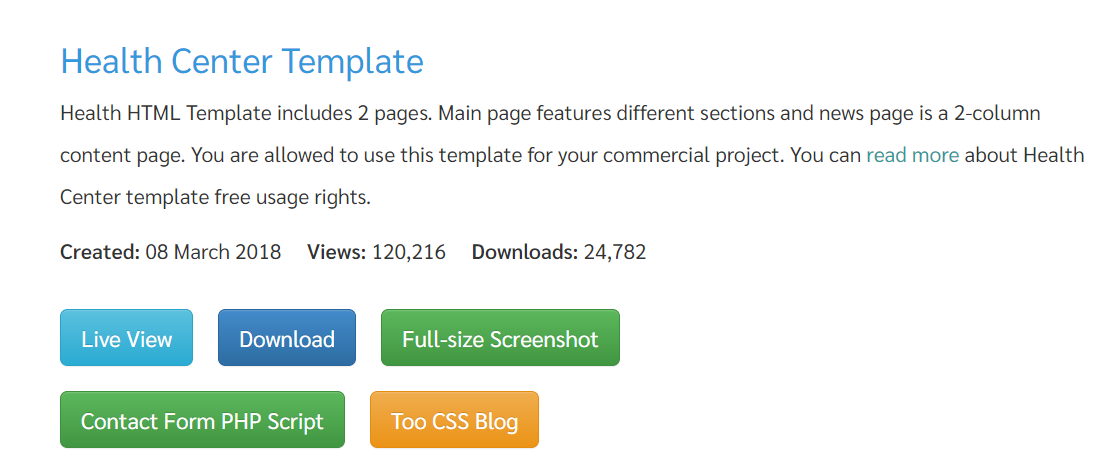 Health Center Template
Health HTML Template includes 2 pages. Main page features different sections and news page is a 2-column
content page. You are allowed to use this template for your commercial project. You can read more about Health
Center template free usage rights.
Created: 08 March 2018 Views: 120,216 Downloads: 24,782
Live View Download Full-size Screenshot
Contact Form PHP Script Too CSS Blog